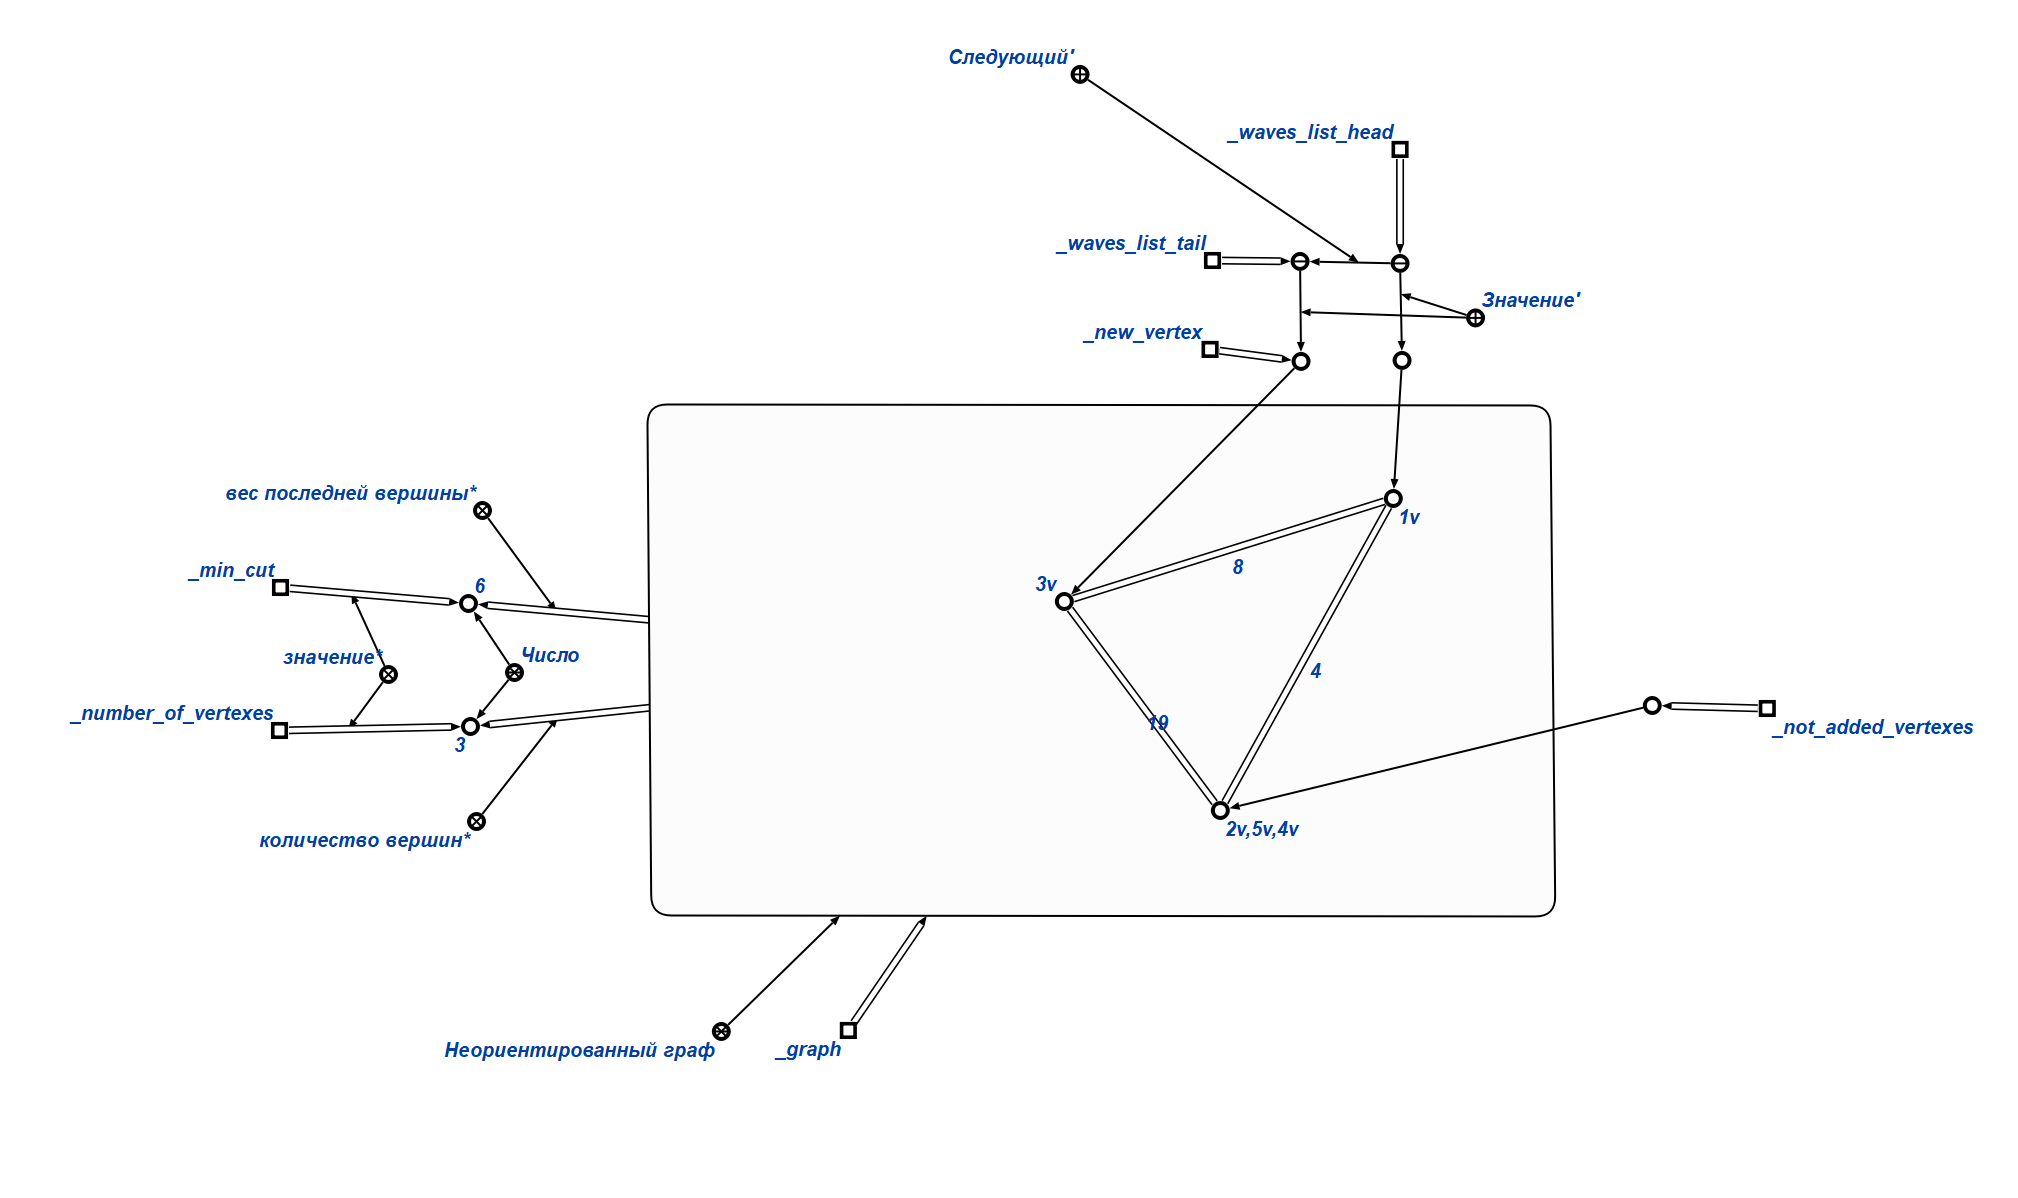 Следующий'
_waves_list_head
_waves_list_tail
Значение'
_new_vertex
вес последней вершины*
1v
_min_cut
6
8
3v
значение*
Число
4
_number_of_vertexes
3
19
_not_added_vertexes
количество вершин*
2v,5v,4v
Неориентированный граф
_graph